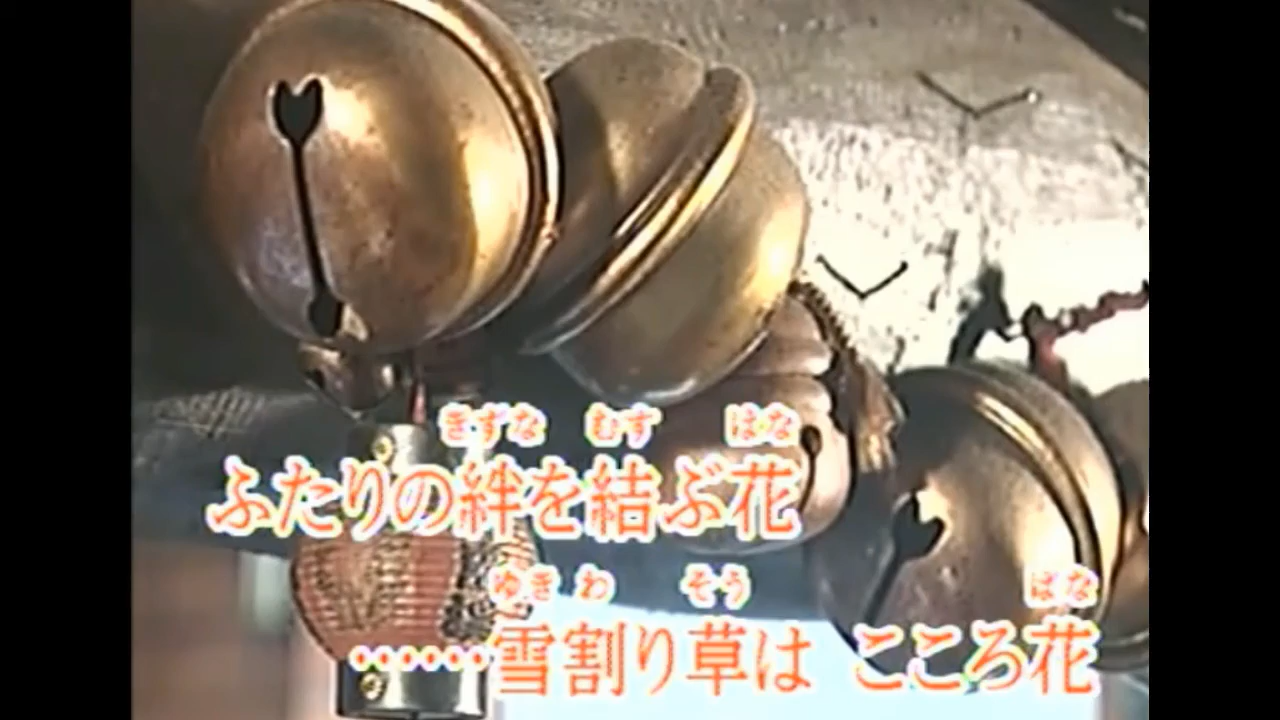 きずな むす はな
ふたりの絆を結ぶ花
ゆき わ そう ばな
……雪割り草は こころ花